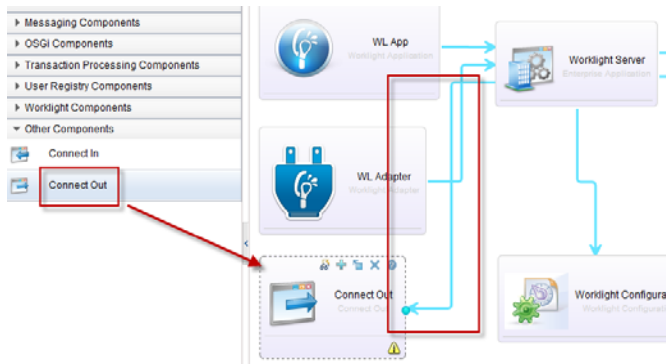 Messaging Components
OSGi Components
Transaction Processing Components
User Registry Components
Worklight Components
Other Components
Connect In
Connect Out
WL App
Worklight Application
WL Adapter
Worklight Adapter
Connect Out
Connect Out
Worklight Server
Enterprise Application
Worklight Configura
Worklight Configurati